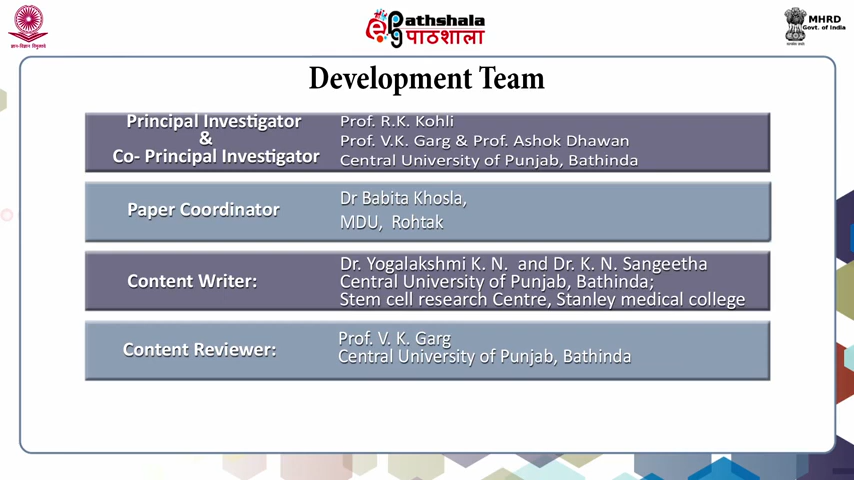 ज्ञान-विज्ञान विमुक्तये
ePathshala
पाठशाला
MHRD
Govt. of India
Development Team
Principal Investigator
&
Co- Principal Investigator
Prof. R.K. Kohli
Prof. V.K. Garg & Prof. Ashok Dhawan
Central University of Punjab, Bathinda
Paper Coordinator
Dr Babita Khosla,
MDU, Rohtak
Content Writer:
Dr. Yogalakshmi K. N. and Dr. K. N. Sangeetha
Central University of Punjab, Bathinda;
Stem cell research Centre, Stanley medical college
Content Reviewer:
Prof. V. K. Garg
Central University of Punjab, Bathinda